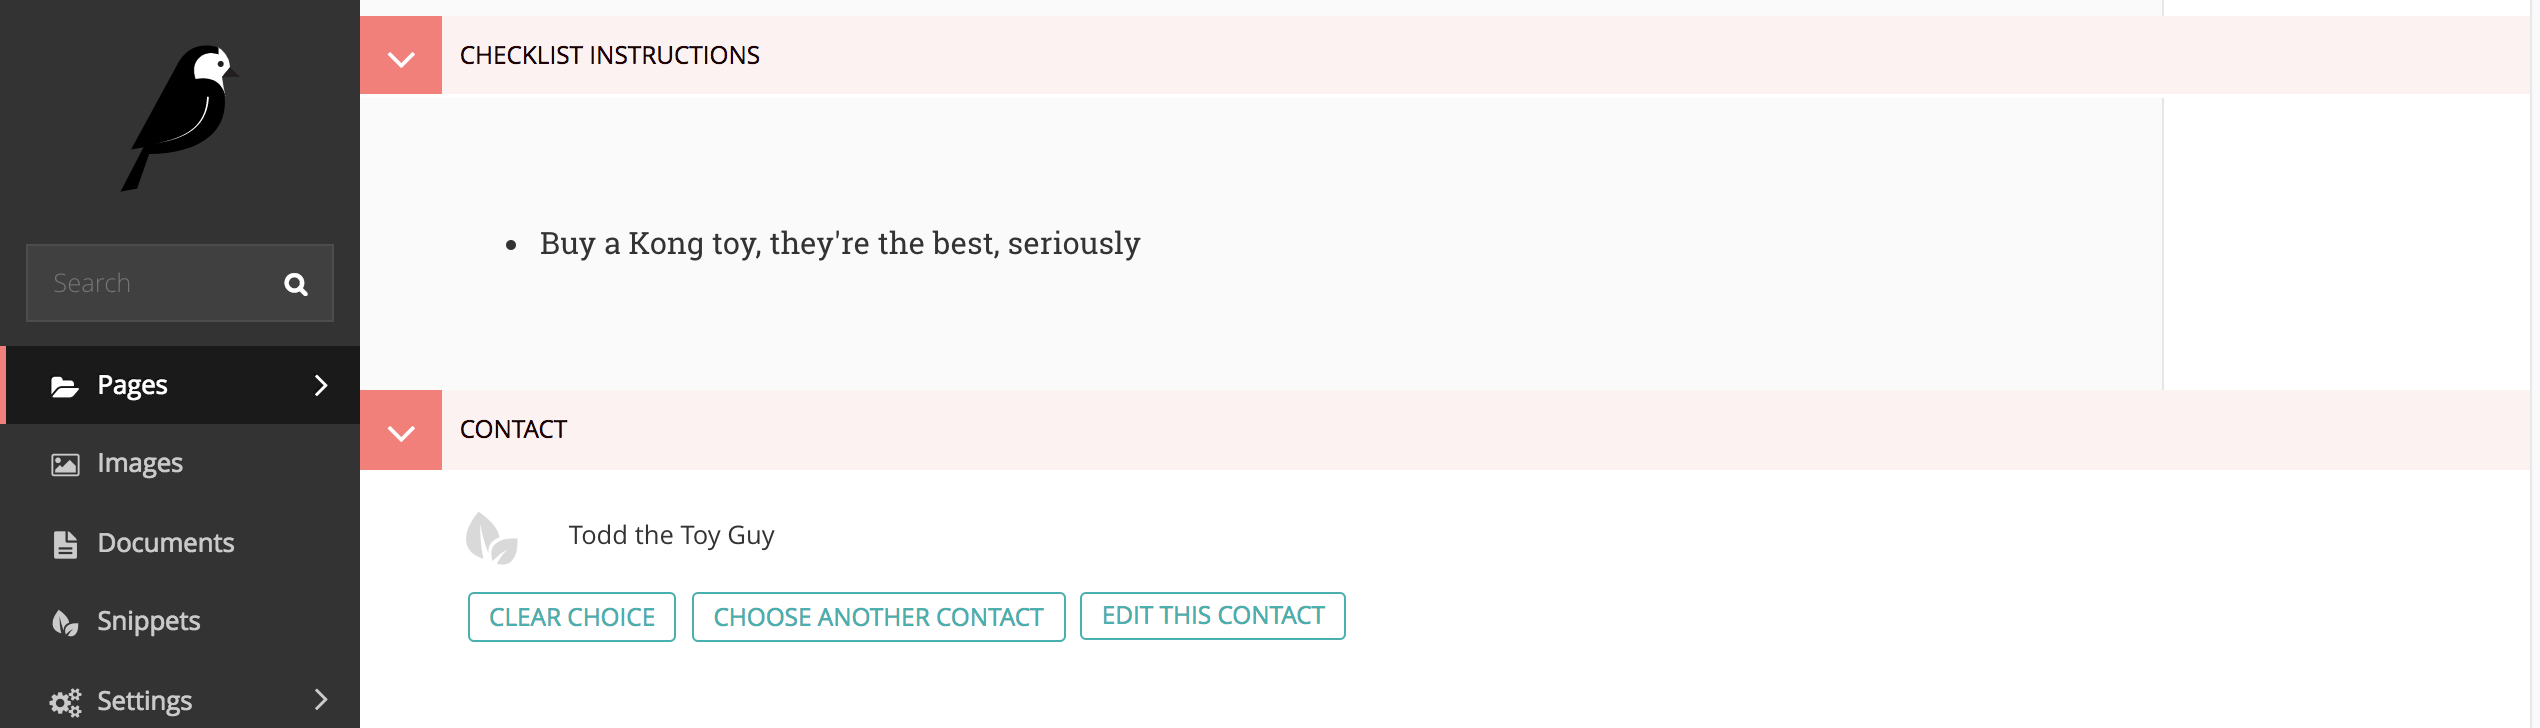 Search
Pages
Images
Documents
Snippets
Settings
CHECKLIST INSTRUCTIONS
Buy a Kong toy, they're the best, seriously
CONTACT
Todd the Toy Guy
CLEAR CHOICE
CHOOSE ANOTHER CONTACT
EDIT THIS CONTACT